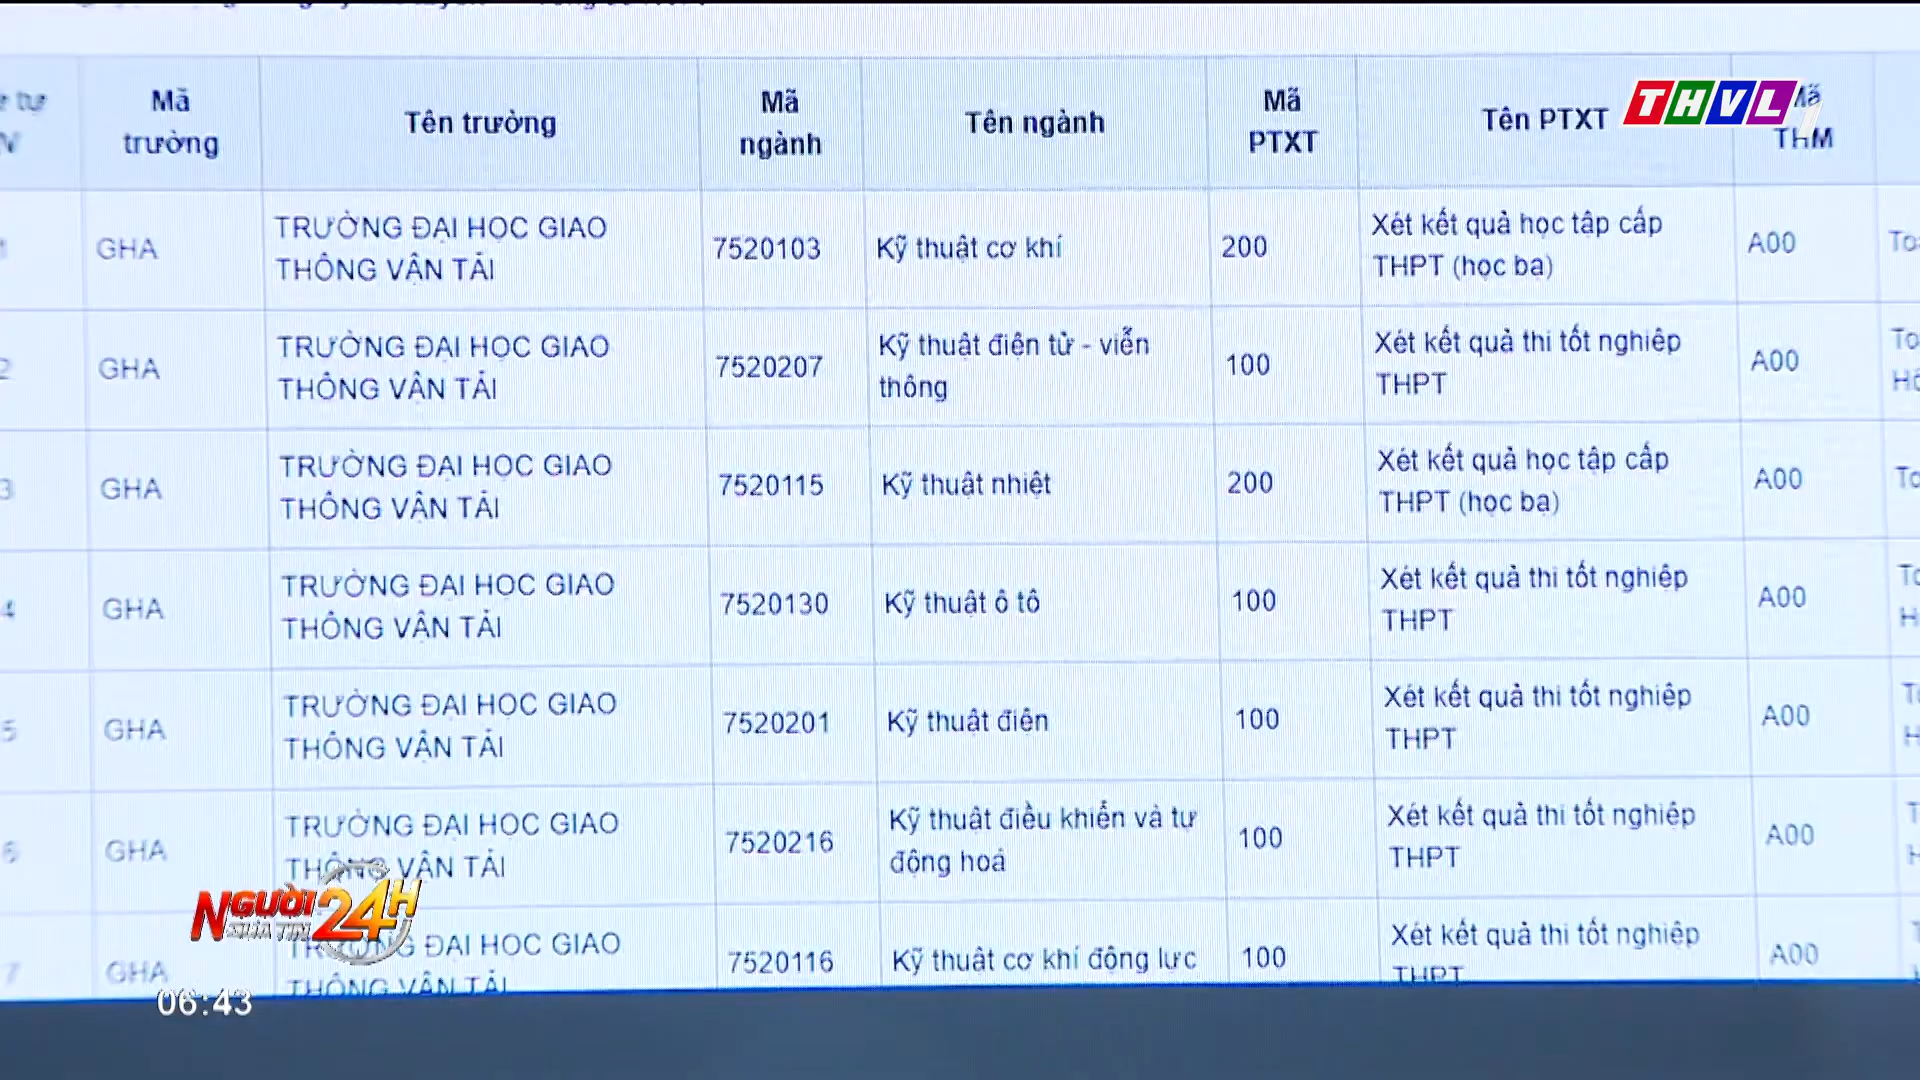 Mã
trường
Tên trường
Mã
ngành
Tên ngành
Mã
PTXT
Tên PTXT
THVL1
Mã
THM
GHA
TRƯỜNG ĐẠI HỌC GIAO
THÔNG VẬN TẢI
7520103
Kỹ thuật cơ khí
200
Xét kết quả học tập cấp
THPT (học bạ)
A00
2
GHA
TRƯỜNG ĐẠI HỌC GIAO
THÔNG VẬN TẢI
7520207
Kỹ thuật điện tử - viễn
thông
100
Xét kết quả thi tốt nghiệp
THPT
A00
3
GHA
TRƯỜNG ĐẠI HỌC GIAO
THÔNG VẬN TẢI
7520115
Kỹ thuật nhiệt
200
Xét kết quả học tập cấp
THPT (học bạ)
A00
4
GHA
TRƯỜNG ĐẠI HỌC GIAO
THÔNG VẬN TẢI
7520130
Kỹ thuật ô tô
100
Xét kết quả thi tốt nghiệp
THPT
A00
5
GHA
TRƯỜNG ĐẠI HỌC GIAO
THÔNG VẬN TẢI
7520201
Kỹ thuật điện
100
Xét kết quả thi tốt nghiệp
THPT
A00
6
GHA
TRƯỜNG ĐẠI HỌC GIAO
THÔNG VẬN TẢI
7520216
Kỹ thuật điều khiển và tự
động hoá
100
Xét kết quả thi tốt nghiệp
THPT
A00
7
GHA
TRƯỜNG ĐẠI HỌC GIAO
THÔNG VẬN TẢI
7520116
Kỹ thuật cơ khí động lực
100
Xét kết quả thi tốt nghiệp
THPT
A00
NGƯỜI
ĐƯA TIN
24H
06:43